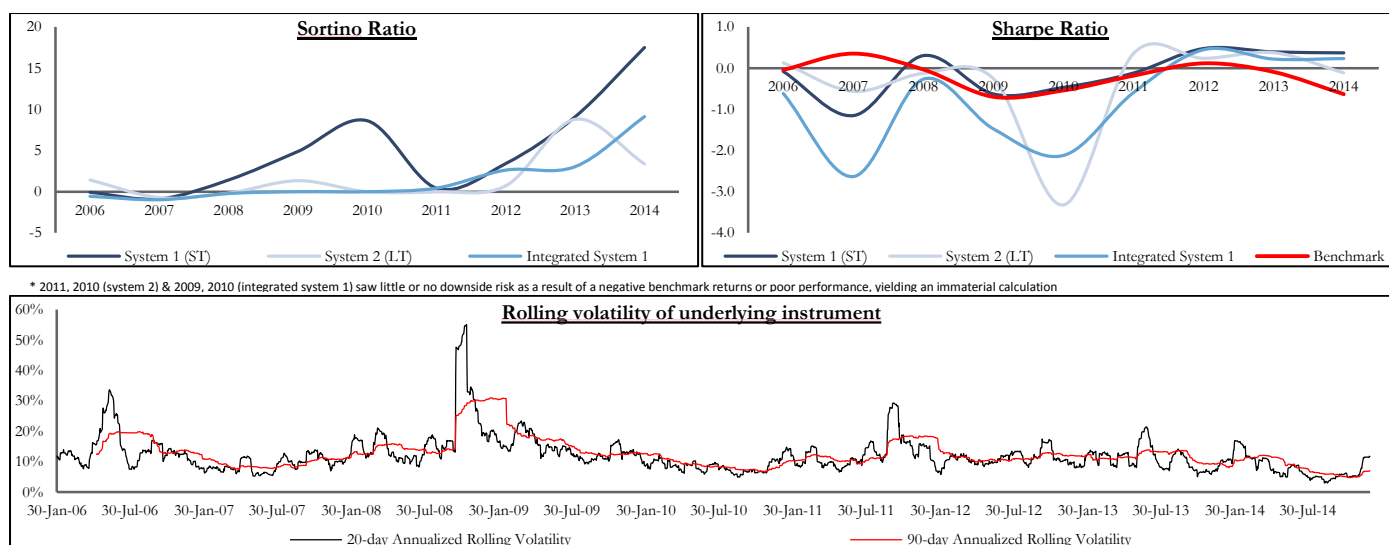 Sortino Ratio
20
15
10
5
0
-5
2006 2007 2008 2009 2010 2011 2012 2013 2014
System 1 (ST) System 2 (LT) Integrated System 1
Sharpe Ratio
1.0
0.0
-1.0
-2.0
-3.0
-4.0
2006 2007 2008 2009 2010 2011 2012 2013 2014
System 1 (ST) System 2 (LT) Integrated System 1 Benchmark
* 2011, 2010 (system 2) & 2009, 2010 (integrated system 1) saw little or no downside risk as a result of a negative benchmark returns or poor performance, yielding an immaterial calculation
Rolling volatility of underlying instrument
60%
50%
40%
30%
20%
10%
0%
30-Jan-06 30-Jul-06 30-Jan-07 30-Jul-07 30-Jan-08 30-Jul-08 30-Jan-09 30-Jul-09 30-Jan-10 30-Jul-10 30-Jan-11 30-Jul-11 30-Jan-12 30-Jul-12 30-Jan-13 30-Jul-13 30-Jan-14 30-Jul-14
20-day Annualized Rolling Volatility 90-day Annualized Rolling Volatility